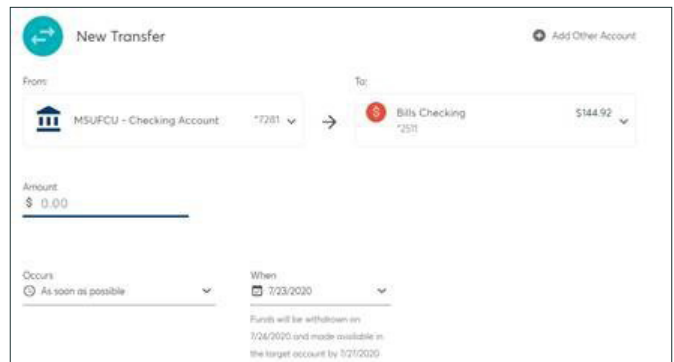 New Transfer
Add Other Account
From:
To:
MSUFCU - Checking Account
*7281
Bills Checking
*2511
$144.92
Amount
$ 0.00
Occurs
As soon as possible
When
7/23/2020
Funds will be withdrawn on
7/24/2020 and made available in
the target account by 7/27/2020